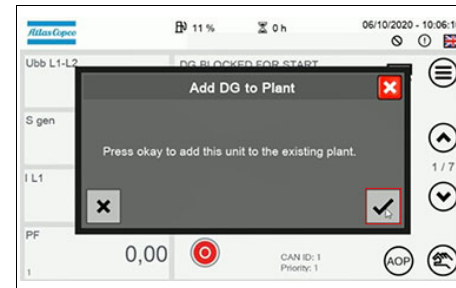 Atlas Copco
11 %
0 h
06/10/2020 - 10:06:1
Ubb L1-L2
DG BLOCKED FOR START
Add DG to Plant
S gen
Press okay to add this unit to the existing plant.
1 / 7
I L1
PF
0,00
CAN ID: 1
Priority: 1
AOP
1